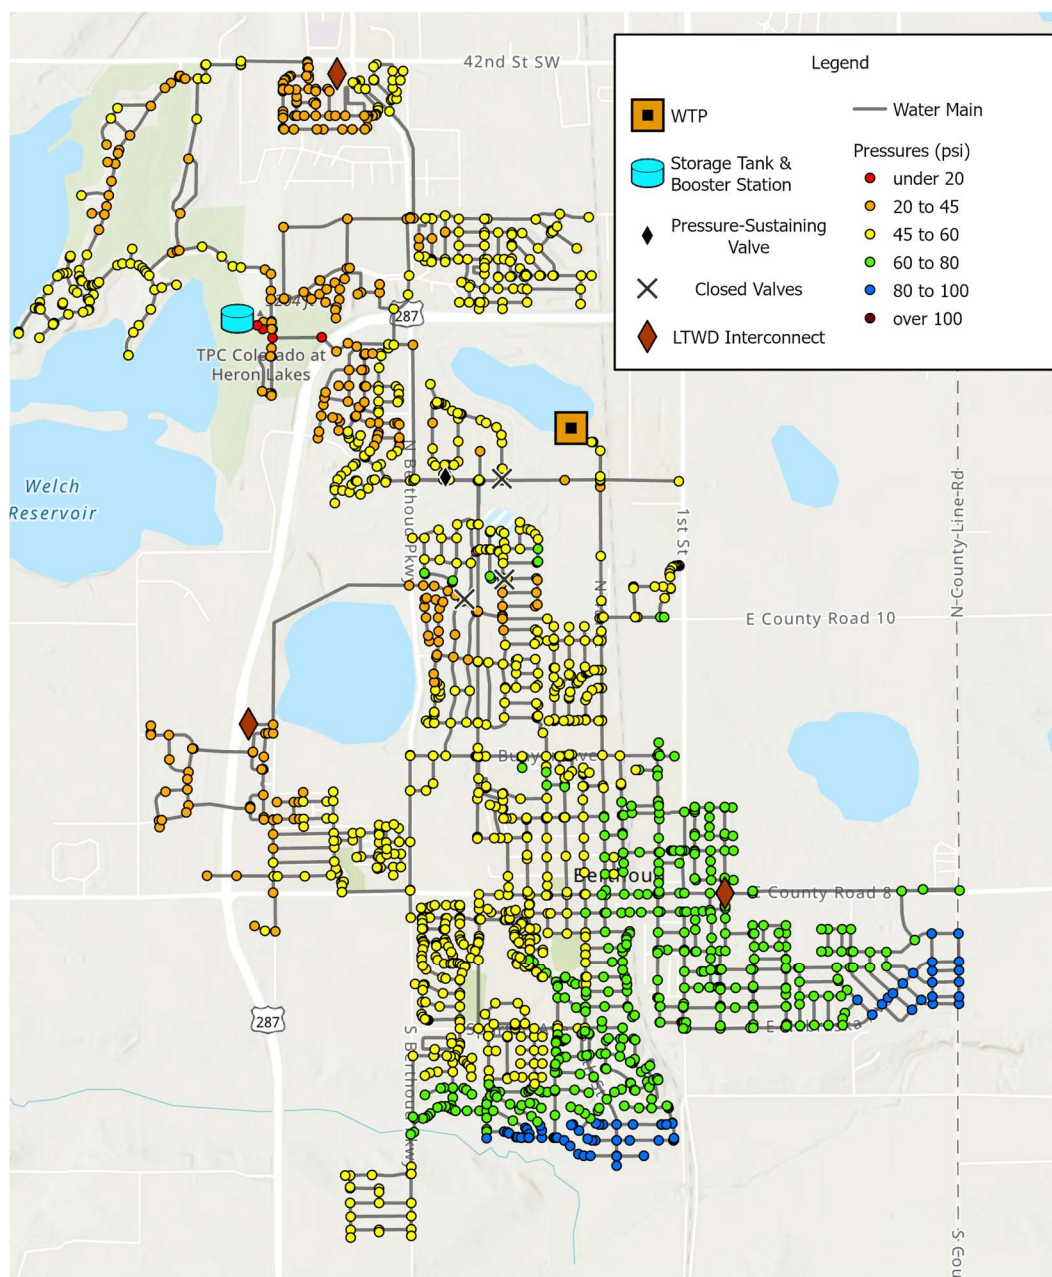 42nd St SW
Legend
WTP
Water Main
Pressures (psi)
Storage Tank &
Booster Station
under 20
20 to 45
Pressure-Sustaining
Valve
45 to 60
60 to 80
Closed Valves
80 to 100
over 100
LTWD Interconnect
287
TPC Colorado at
Heron Lakes
Welch
Reservoir
N Berthoud Pkwy
1st St
N County Line Rd
E County Road 10
Berthoud
E County Road 8
287
S Berthoud Pkwy